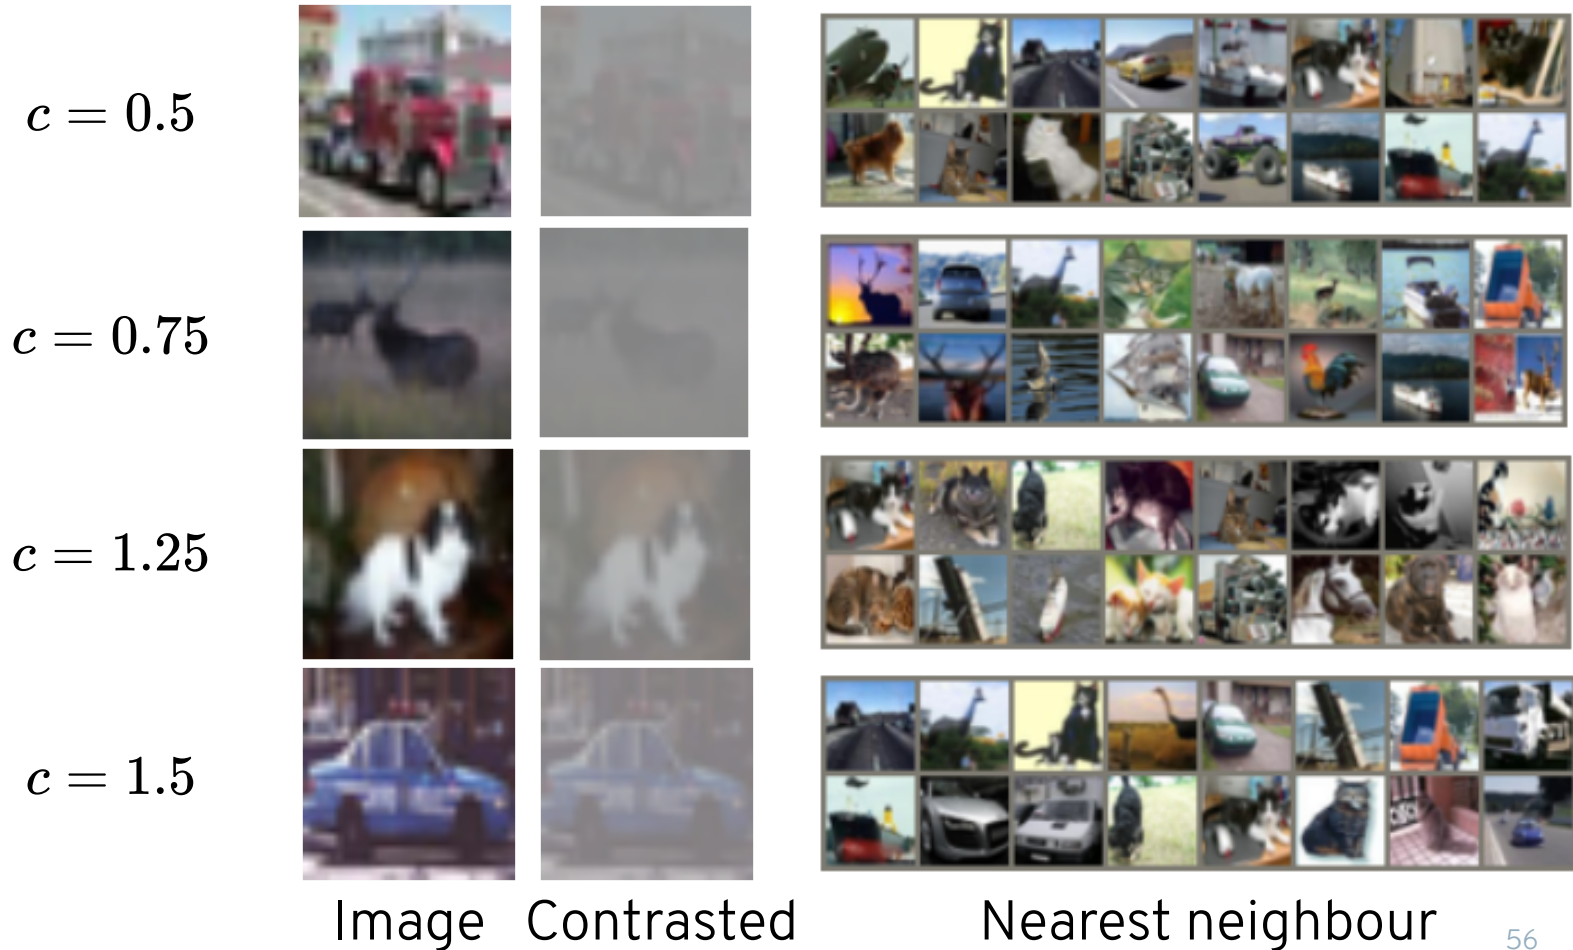 c = 0.5
c = 0.75
c = 1.25
c = 1.5
Image Contrasted Nearest neighbour
56